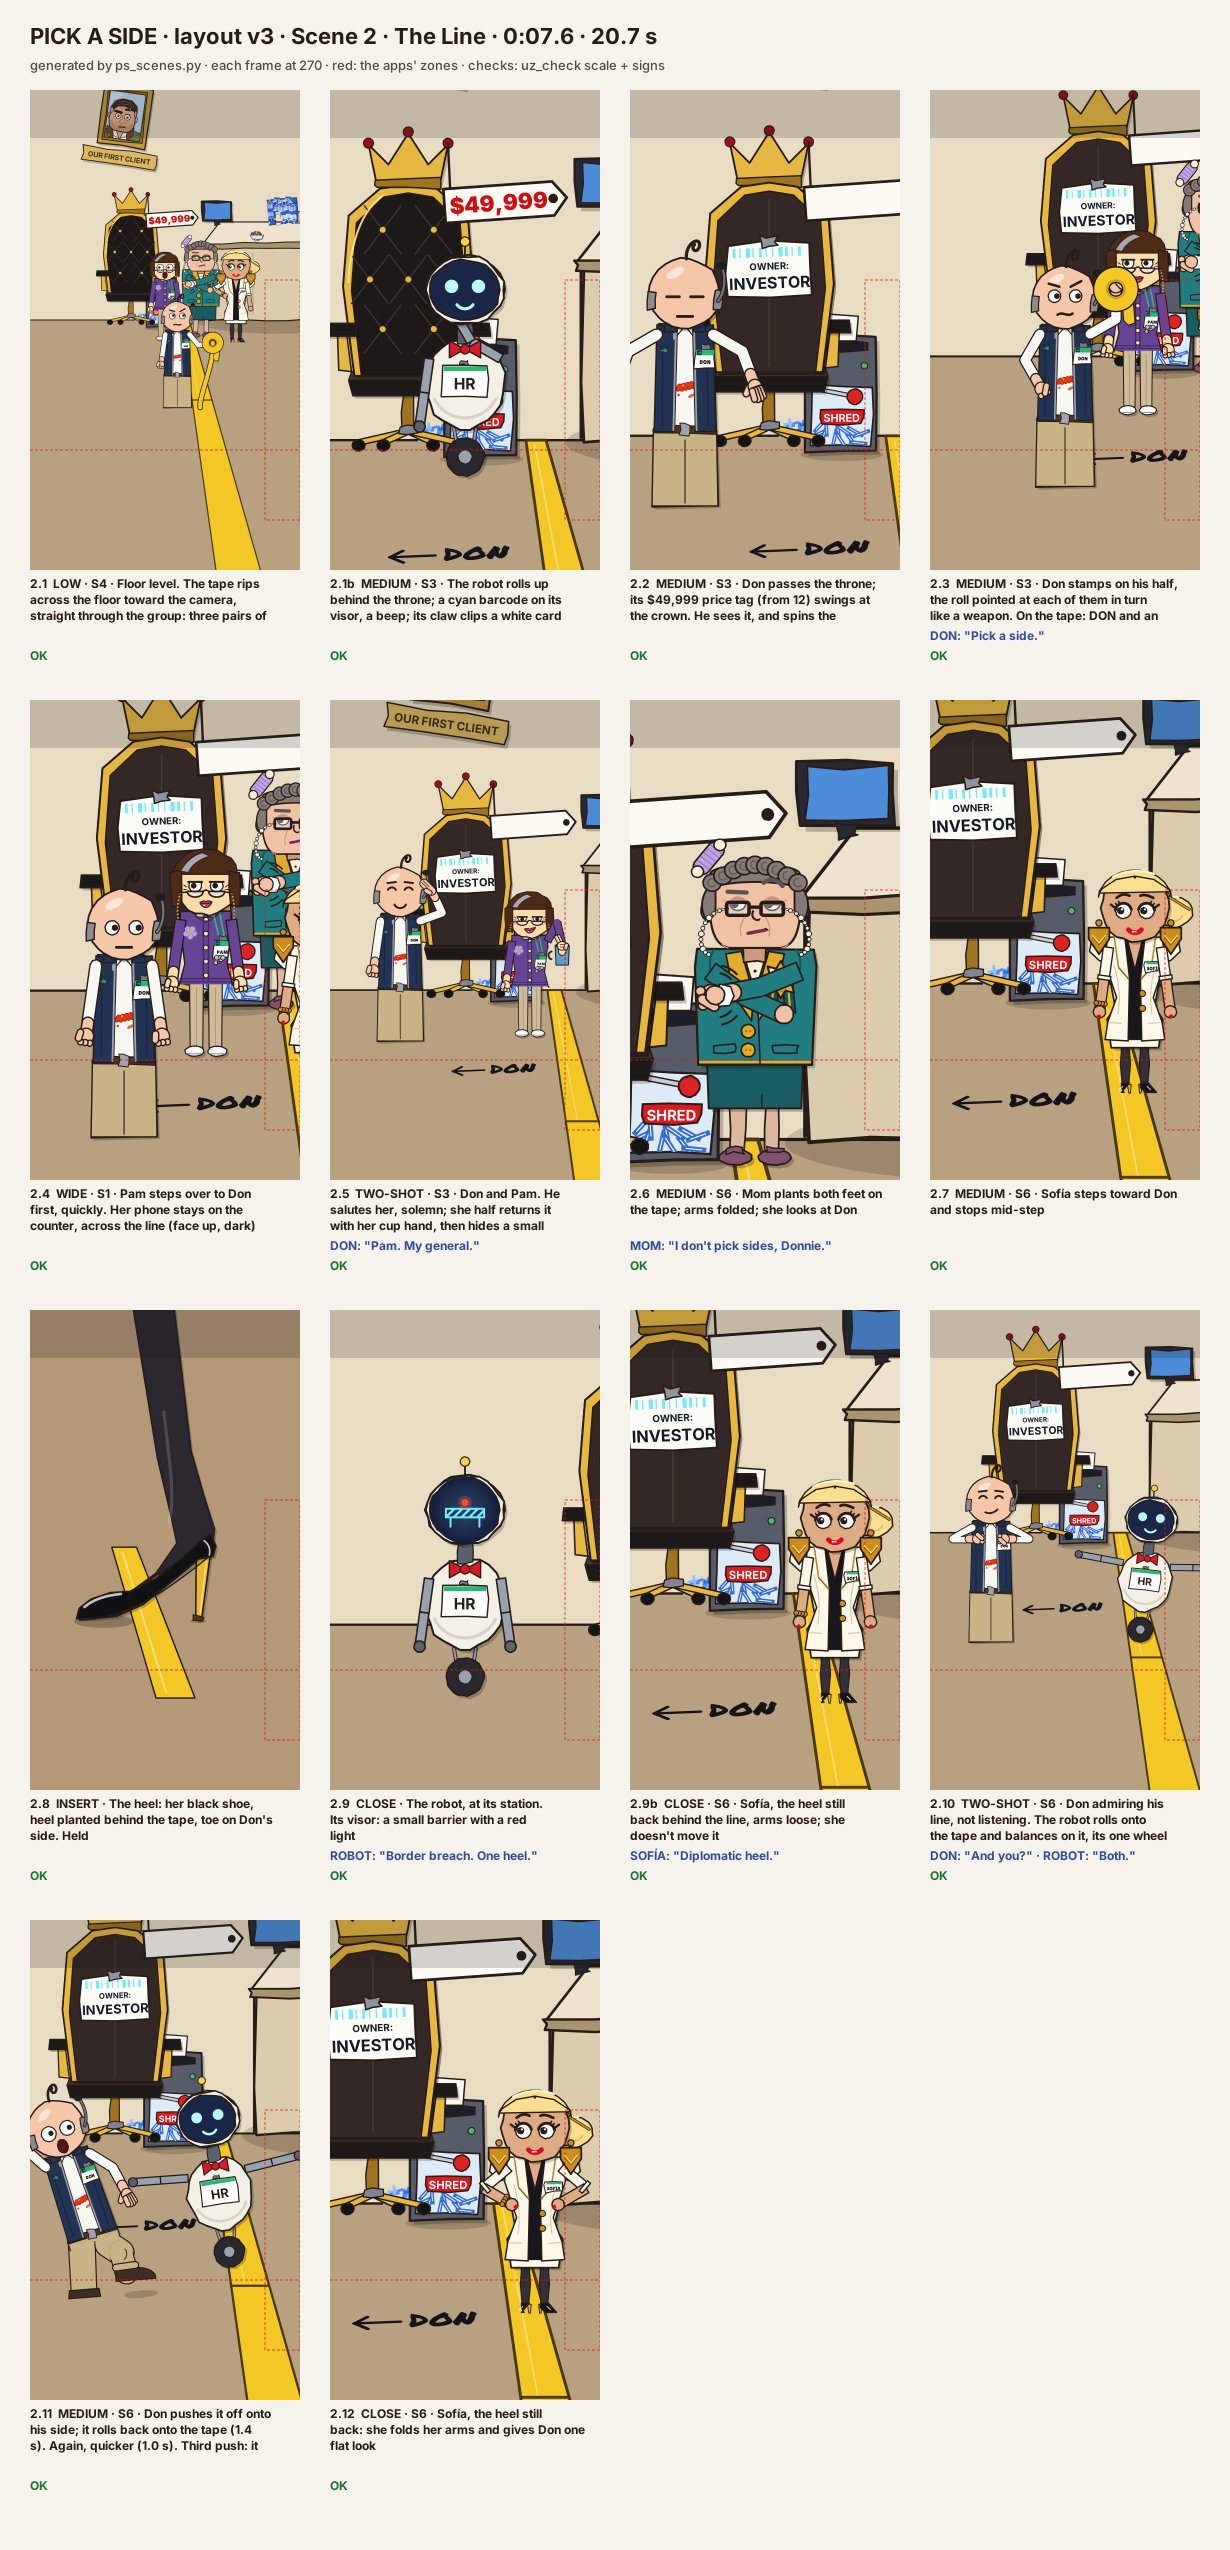 PICK A SIDE · layout v3 · Scene 2 · The Line · 0:07.6 · 20.7 s
generated by ps_scenes.py · each frame at 270 · red: the apps' zones · checks: uz_check scale + signs
OUR FIRST CLIENT
$49,999
$49,999
HR
SHRED
DON
OWNER:
INVESTOR
DON
SHRED
DON
OWNER:
INVESTOR
DON
DON
2.1 LOW · S4 · Floor level. The tape rips
across the floor toward the camera,
straight through the group: three pairs of
OK
2.1b MEDIUM · S3 · The robot rolls up
behind the throne; a cyan barcode on its
visor, a beep; its claw clips a white card
OK
2.2 MEDIUM · S3 · Don passes the throne;
its $49,999 price tag (from 12) swings at
the crown. He sees it, and spins the
OK
2.3 MEDIUM · S3 · Don stamps on his half,
the roll pointed at each of them in turn
like a weapon. On the tape: DON and an
DON: "Pick a side."
OK
OWNER:
INVESTOR
DON
PAM
DON
OUR FIRST CLIENT
OWNER:
INVESTOR
DON
DON
SHRED
OWNER:
INVESTOR
SHRED
SOFÍA
DON
2.4 WIDE · S1 · Pam steps over to Don
first, quickly. Her phone stays on the
counter, across the line (face up, dark)
OK
2.5 TWO-SHOT · S3 · Don and Pam. He
salutes her, solemn; she half returns it
with her cup hand, then hides a small
DON: "Pam. My general."
OK
2.6 MEDIUM · S6 · Mom plants both feet on
the tape; arms folded; she looks at Don
MOM: "I don't pick sides, Donnie."
OK
2.7 MEDIUM · S6 · Sofía steps toward Don
and stops mid-step
OK
HR
OWNER:
INVESTOR
SHRED
SOFÍA
DON
OWNER:
INVESTOR
SHRED
HR
DON
2.8 INSERT · The heel: her black shoe,
heel planted behind the tape, toe on Don's
side. Held
OK
2.9 CLOSE · The robot, at its station.
Its visor: a small barrier with a red
light
ROBOT: "Border breach. One heel."
OK
2.9b CLOSE · S6 · Sofía, the heel still
back behind the line, arms loose; she
doesn't move it
SOFÍA: "Diplomatic heel."
OK
2.10 TWO-SHOT · S6 · Don admiring his
line, not listening. The robot rolls onto
the tape and balances on it, its one wheel
DON: "And you?" · ROBOT: "Both."
OK
OWNER:
INVESTOR
DON
HR
DON
OWNER:
INVESTOR
SHRED
SOFÍA
DON
2.11 MEDIUM · S6 · Don pushes it off onto
his side; it rolls back onto the tape (1.4
s). Again, quicker (1.0 s). Third push: it
OK
2.12 CLOSE · S6 · Sofía, the heel still
back: she folds her arms and gives Don one
flat look
OK